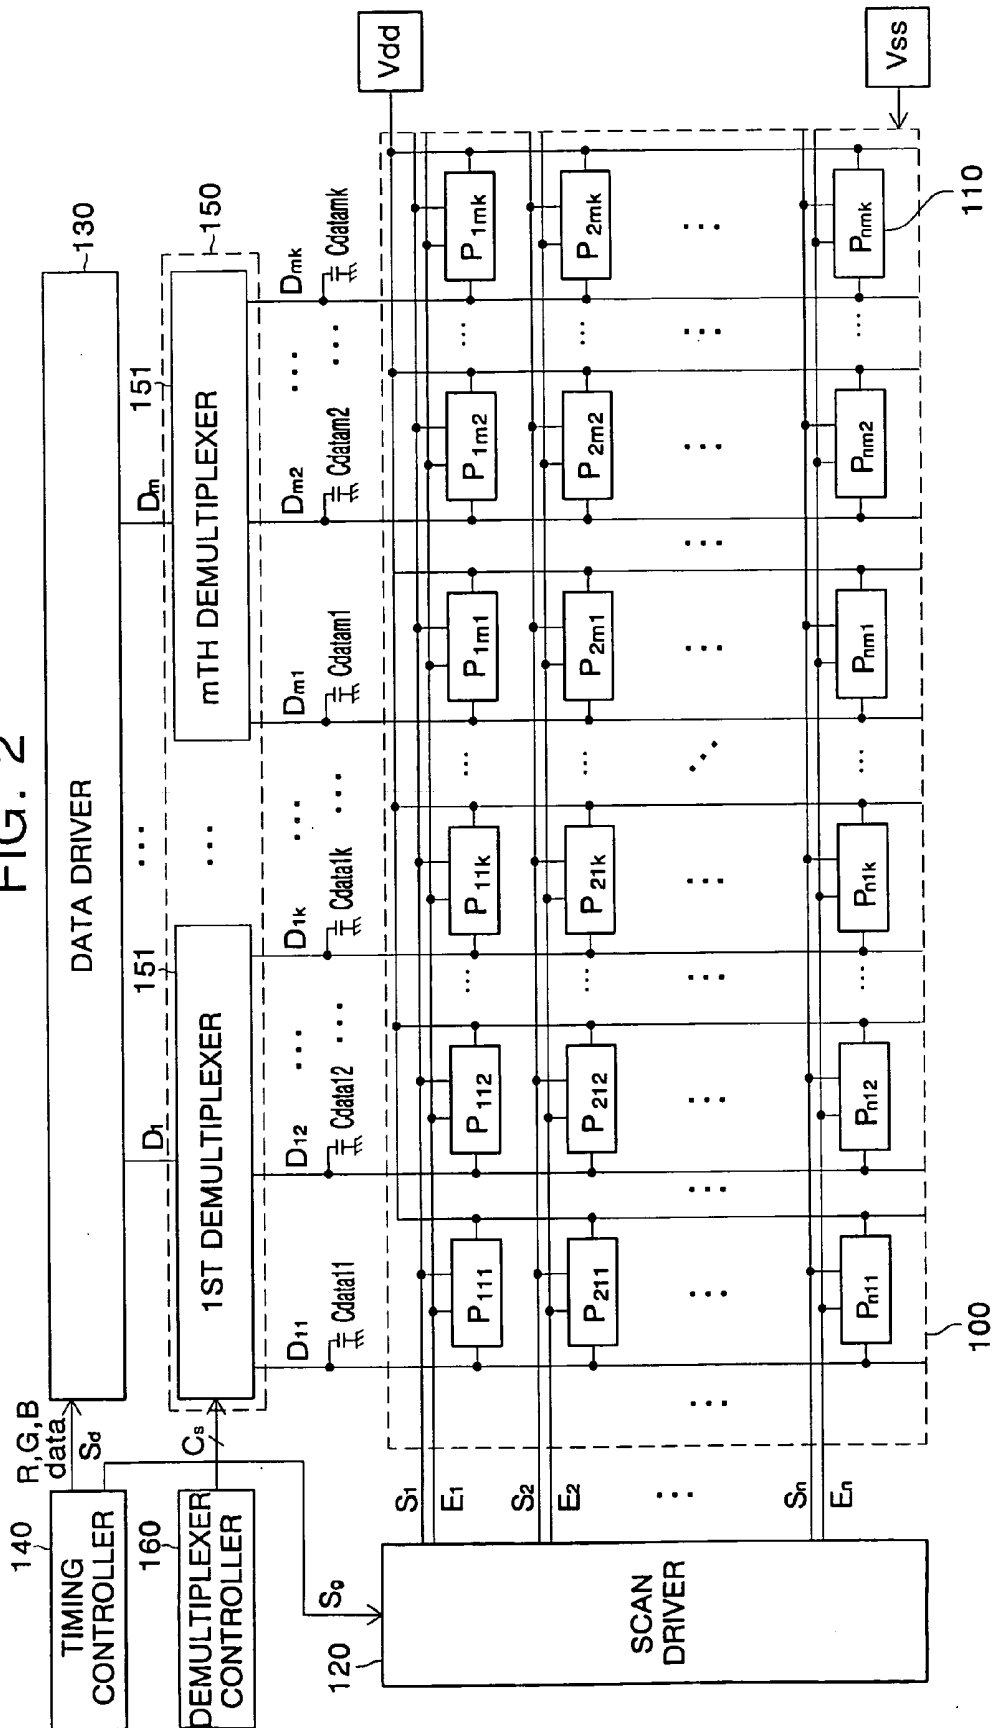 FIG. 2
140
TIMING
CONTROLLER
R,G,B
data
Sd
DATA DRIVER
130
160
DEMULTIPLEXER
CONTROLLER
Cs
D1
...
Dm
151
151
150
1ST DEMULTIPLEXER
...
mTH DEMULTIPLEXER
D11
D12
...
D1k
...
Dm1
Dm2
...
Dmk
Cdata11
Cdata12
...
Cdata1k
...
Cdatam1
Cdatam2
...
Cdatamk
Vdd
Sg
120
SCAN
DRIVER
S1
E1
P111
P112
...
P11k
...
P1m1
P1m2
...
P1mk
S2
E2
P211
P212
...
P21k
...
P2m1
P2m2
...
P2mk
...
Sn
En
Pn11
Pn12
...
Pn1k
...
Pnm1
Pnm2
...
Pnmk
Vss
100
110